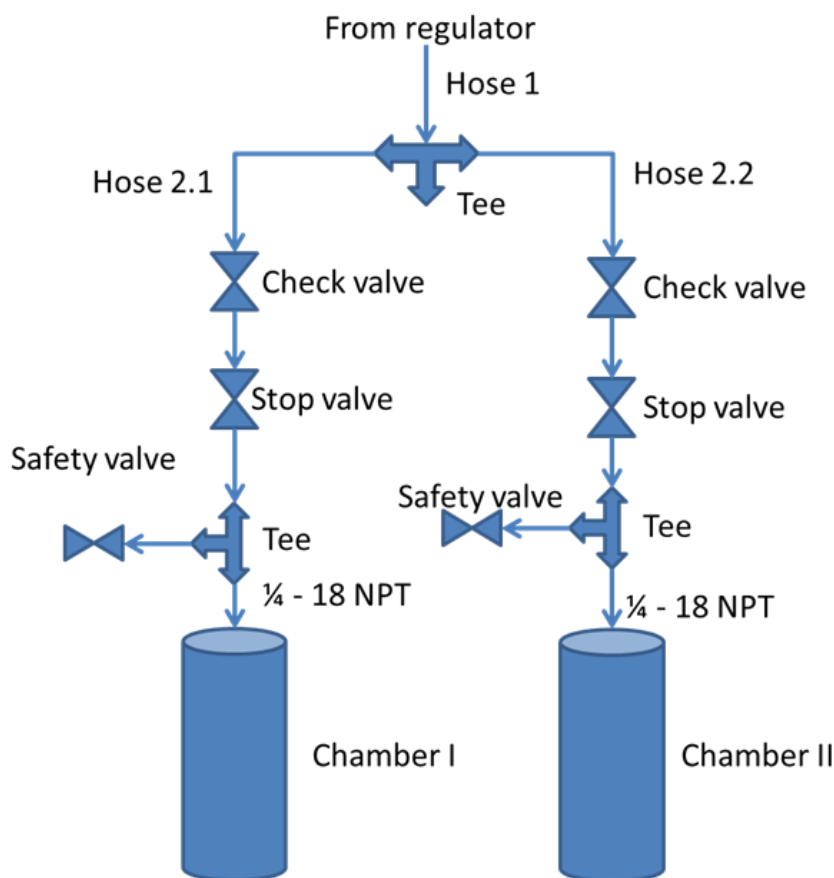 From regulator
Hose 1
Hose 2.1
Hose 2.2
Tee
Check valve
Check valve
Stop valve
Stop valve
Safety valve
Safety valve
Tee
Tee
¼ - 18 NPT
¼ - 18 NPT
Chamber I
Chamber II